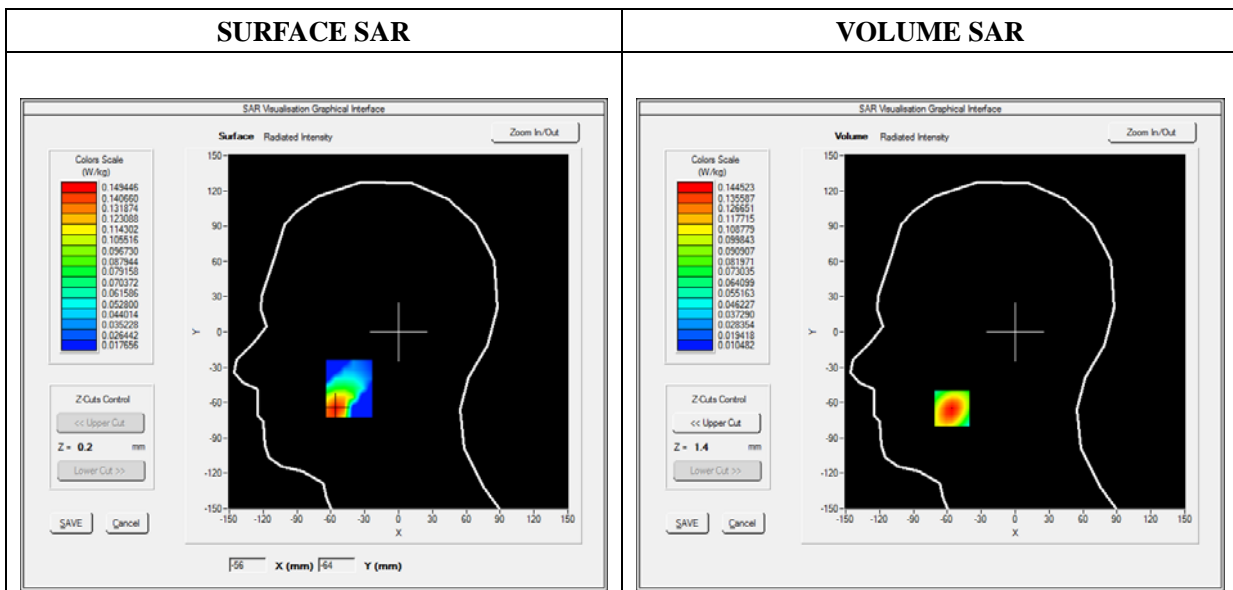 SURFACE SAR
SAR Visualisation Graphical Interface
Surface Radiated Intensity
Zoom In/Out
Colors Scale
(W/kg)
0.149446
0.140660
0.131874
0.123088
0.114302
0.105516
0.096730
0.087944
0.079158
0.070372
0.061586
0.052800
0.044014
0.035228
0.026442
0.017656
Z-Cuts Control
<< Upper Cut
Z = 0.2 mm
Lower Cut >>
SAVE Cancel
150
120
90
60
30
Y 0
-30
-60
-90
-120
-150
-150 -120 -90 -60 -30 0 30 60 90 120 150
X
-56 X (mm) -64 Y (mm)
VOLUME SAR
SAR Visualisation Graphical Interface
Volume Radiated Intensity
Zoom In/Out
Colors Scale
(W/kg)
0.144523
0.135587
0.126651
0.117715
0.108779
0.099843
0.090907
0.081971
0.073035
0.064099
0.055163
0.046227
0.037290
0.028354
0.019418
0.010482
Z-Cuts Control
<< Upper Cut
Z = 1.4 mm
Lower Cut >>
SAVE Cancel
150
120
90
60
30
Y 0
-30
-60
-90
-120
-150
-150 -120 -90 -60 -30 0 30 60 90 120 150
X